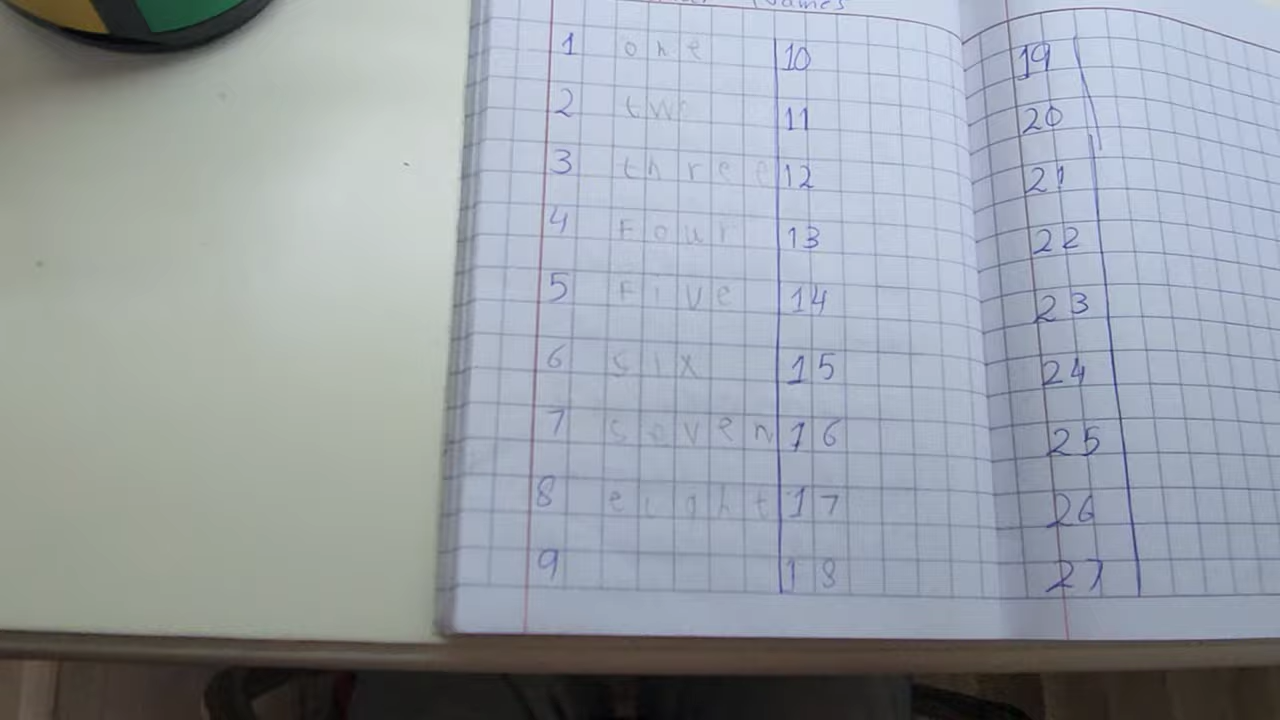 Names
1 one 10
2 two 11
3 three 12
4 Four 13
5 Five 14
6 six 15
7 soven 16
8 eight 17
9 18
19
20
21
22
23
24
25
26
27